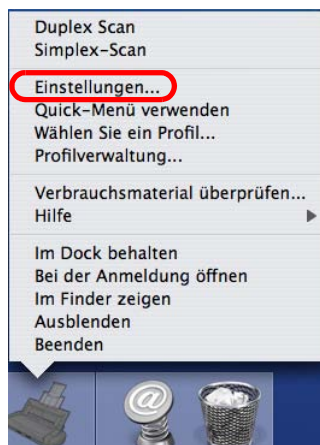 Duplex Scan
Simplex-Scan
Einstellungen...
Quick-Menü verwenden
Wählen Sie ein Profil...
Profilverwaltung...
Verbrauchsmaterial überprüfen...
Hilfe
Im Dock behalten
Bei der Anmeldung öffnen
Im Finder zeigen
Ausblenden
Beenden
@